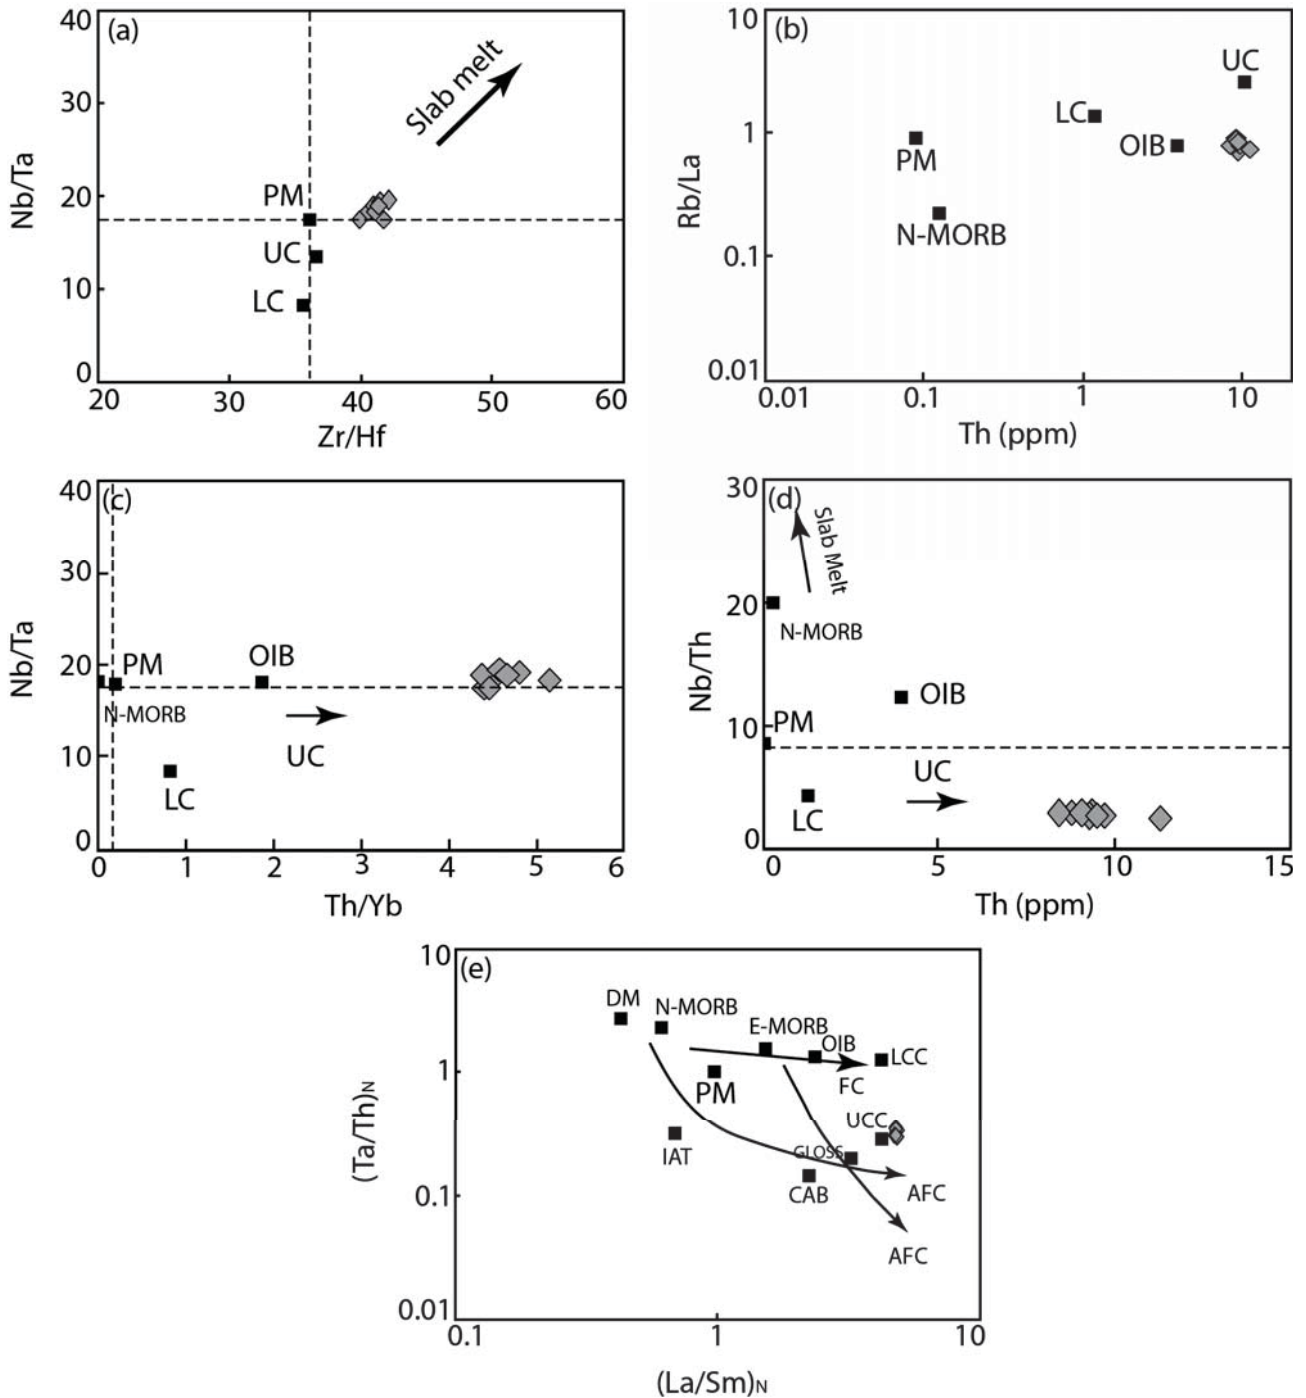 (a)
40
30
20
10
0
Nb/Ta
Slab melt
PM
UC
LC
20
30
40
50
60
Zr/Hf
(b)
10
1
0.1
0.01
Rb/La
UC
LC
OIB
PM
N-MORB
0.01
0.1
1
10
Th (ppm)
(c)
40
30
20
10
0
Nb/Ta
OIB
PM
N-MORB
UC
LC
0
1
2
3
4
5
6
Th/Yb
(d)
30
20
10
0
Nb/Th
Slab Melt
N-MORB
OIB
PM
UC
LC
0
5
10
15
Th (ppm)
(e)
10
1
0.1
0.01
(Ta/Th)N
DM
N-MORB
E-MORB
OIB
LCC
FC
PM
UCC
IAT
GLOSS
CAB
AFC
AFC
0.1
1
10
(La/Sm)N